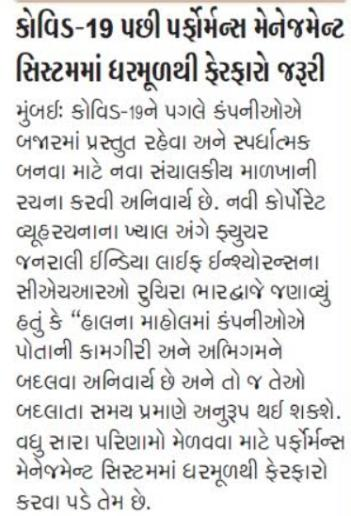 કોવિડ-19 પછી પર્ફોર્મન્સ મેનેજમેન્ટ
સિસ્ટમમાં ધરમૂળથી ફેરફારો જરૂરી
મુંબઈઃ કોવિડ-19ને પગલે કંપનીઓએ
બજારમાં પ્રસ્તુત રહેવા અને સ્પર્ધાત્મક
બનવા માટે નવા સંચાલકીય માળખાની
રચના કરવી અનિવાર્ય છે. નવી કોર્પોરેટ
વ્યૂહરચનાના ખ્યાલ અંગે ફ્યુચર
જનરાલી ઈન્ડિયા લાઈફ ઈન્શ્યોરન્સના
સીએચઆરઓ રુચિરા ભારદ્વાજે જણાવ્યું
હતું કે “હાલના માહોલમાં કંપનીઓએ
પોતાની કામગીરી અને અભિગમને
બદલવા અનિવાર્ય છે અને તો જ તેઓ
બદલાતા સમય પ્રમાણે અનુરૂપ થઈ શકશે.
વધુ સારા પરિણામો મેળવવા માટે પર્ફોર્મન્સ
મેનેજમેન્ટ સિસ્ટમમાં ધરમૂળથી ફેરફારો
કરવા પડે તેમ છે.